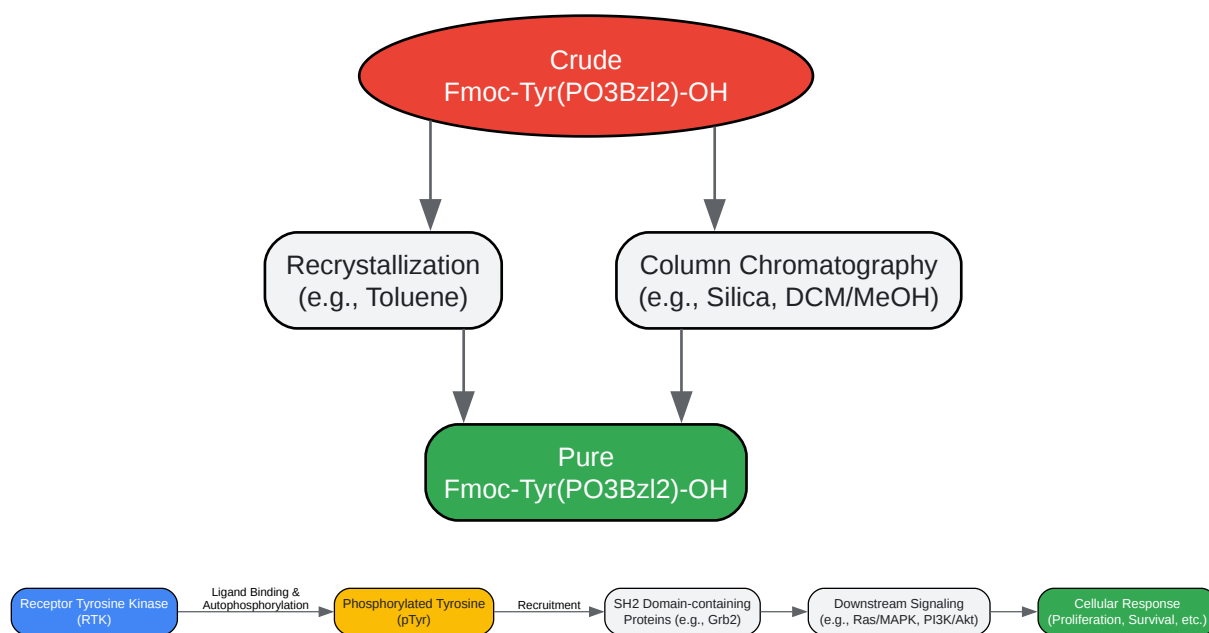 Crude
Fmoc-Tyr(PO3Bzl2)-OH
Recrystallization
(e.g., Toluene)
Column Chromatography
(e.g., Silica, DCM/MeOH)
Pure
Fmoc-Tyr(PO3Bzl2)-OH
Receptor Tyrosine Kinase
(RTK)
Ligand Binding &
Autophosphorylation
Phosphorylated Tyrosine
(pTyr)
Recruitment
SH2 Domain-containing
Proteins (e.g., Grb2)
Downstream Signaling
(e.g., Ras/MAPK, PI3K/Akt)
Cellular Response
(Proliferation, Survival, etc.)